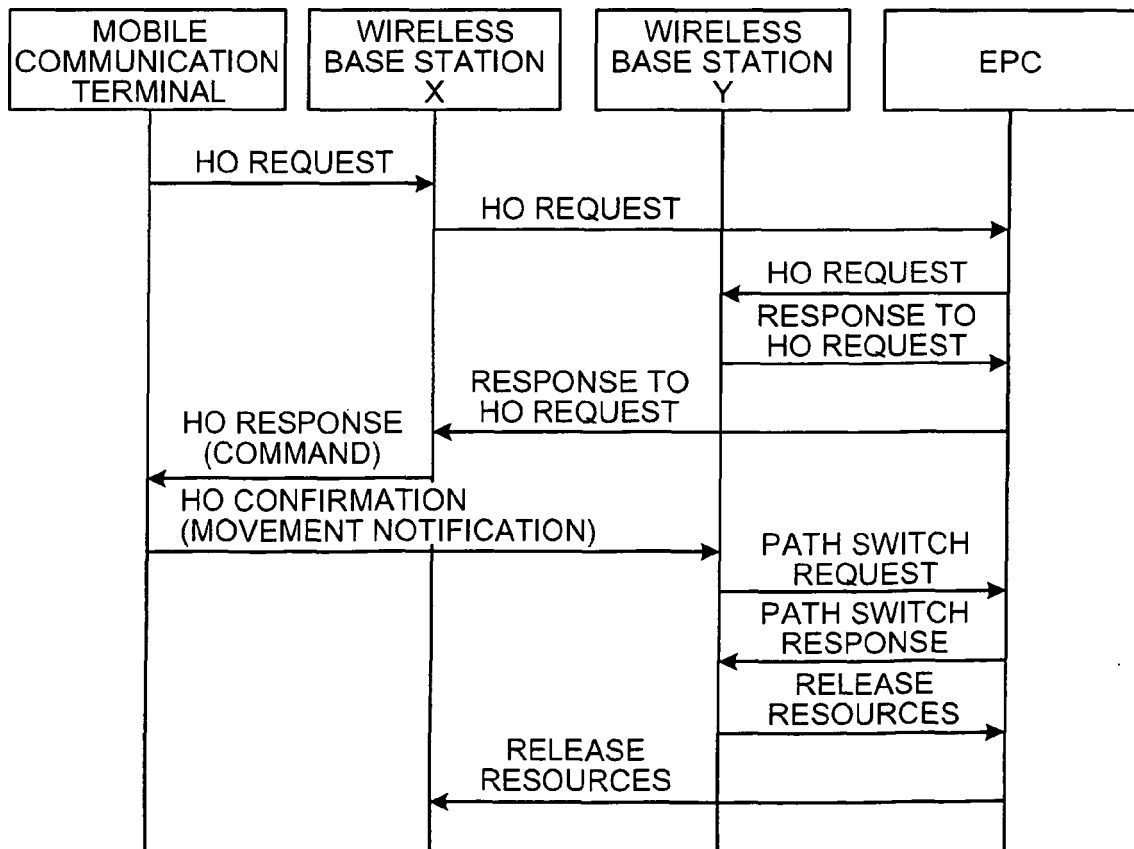 MOBILE
COMMUNICATION
TERMINAL
WIRELESS
BASE STATION
X
WIRELESS
BASE STATION
Y
EPC
HO REQUEST
HO REQUEST
HO REQUEST
RESPONSE TO
HO REQUEST
RESPONSE TO
HO REQUEST
HO RESPONSE
(COMMAND)
HO CONFIRMATION
(MOVEMENT NOTIFICATION)
PATH SWITCH
REQUEST
PATH SWITCH
RESPONSE
RELEASE
RESOURCES
RELEASE
RESOURCES